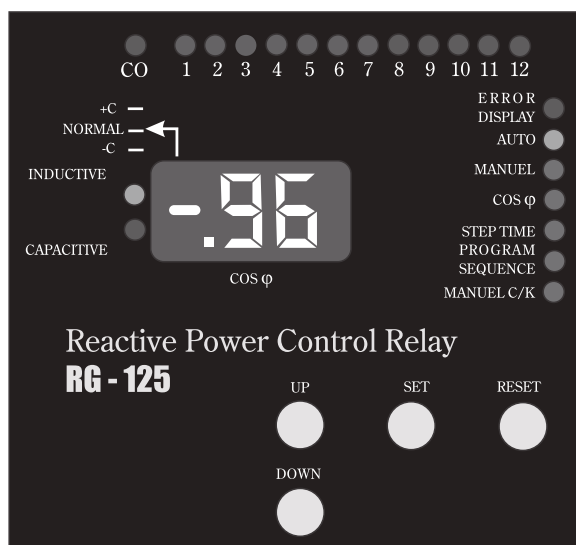 CO 1 2 3 4 5 6 7 8 9 10 11 12
+C
NORMAL
-C
INDUCTIVE
CAPACITIVE
-.96
COS φ
ERROR
DISPLAY
AUTO
MANUEL
COS φ
STEP TIME
PROGRAM
SEQUENCE
MANUEL C/K
Reactive Power Control Relay
RG - 125
UP SET RESET
DOWN